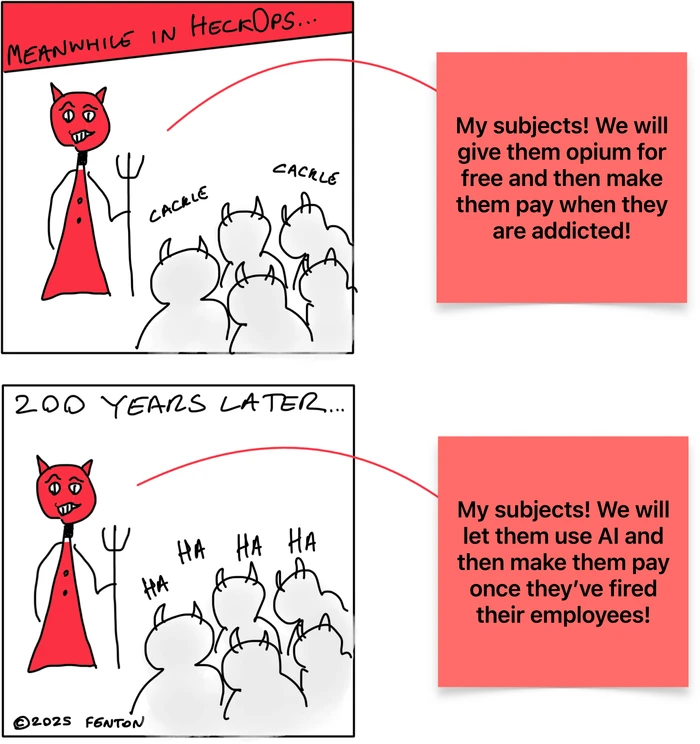 MEANWHILE IN HECKOPS...
My subjects! We will
give them opium for
free and then make
them pay when they
are addicted!
CACKLE
CACKLE
200 YEARS LATER...
My subjects! We will
let them use AI and
then make them pay
once they’ve fired
their employees!
HA
HA
HA
HA
©2025 FENTON